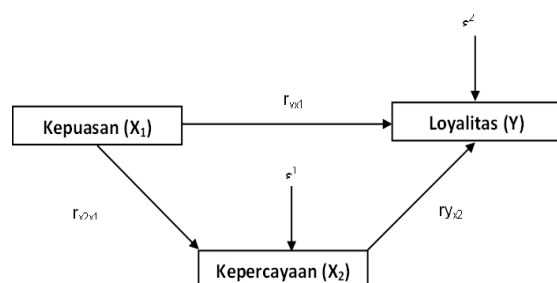 ε²
r_yx1
Kepuasan (X₁)
Loyalitas (Y)
ε¹
r_x2x1
ry_x2
Kepercayaan (X₂)